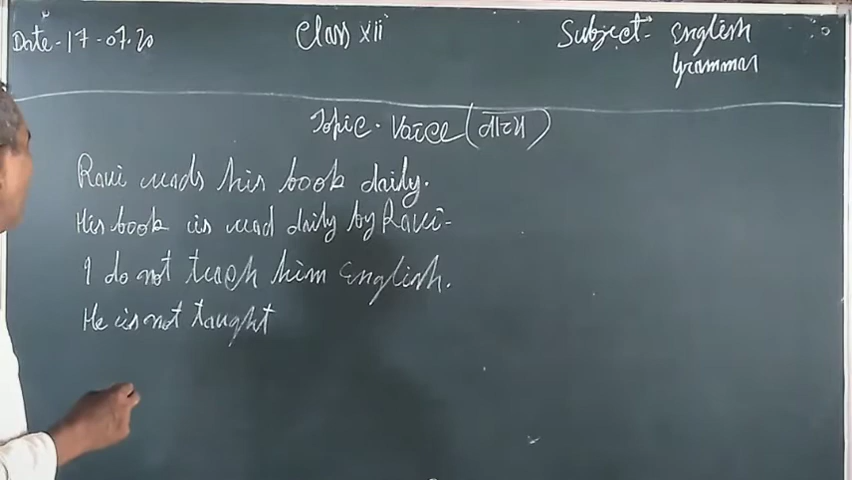 Date-17-07.20
Class xii
Subject- English
Grammar
Topic. Voice (वाच्य)
Ravi reads his book daily.
His book is read daily by Ravi-
I do not teach him English.
He is not taught